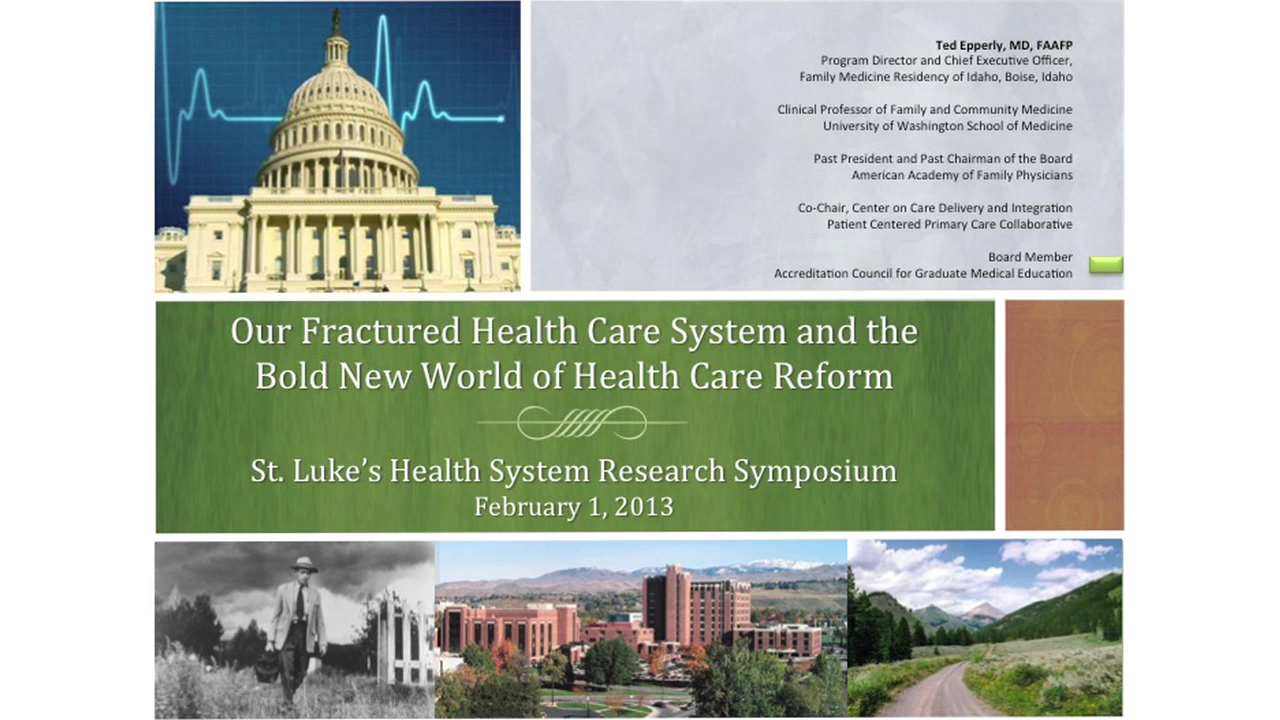 Ted Epperly, MD, FAAFP
Program Director and Chief Executive Officer,
Family Medicine Residency of Idaho, Boise, Idaho
Clinical Professor of Family and Community Medicine
University of Washington School of Medicine
Past President and Past Chairman of the Board
American Academy of Family Physicians
Co-Chair, Center on Care Delivery and Integration
Patient Centered Primary Care Collaborative
Board Member
Accreditation Council for Graduate Medical Education
Our Fractured Health Care System and the
Bold New World of Health Care Reform
St. Luke’s Health System Research Symposium
February 1, 2013